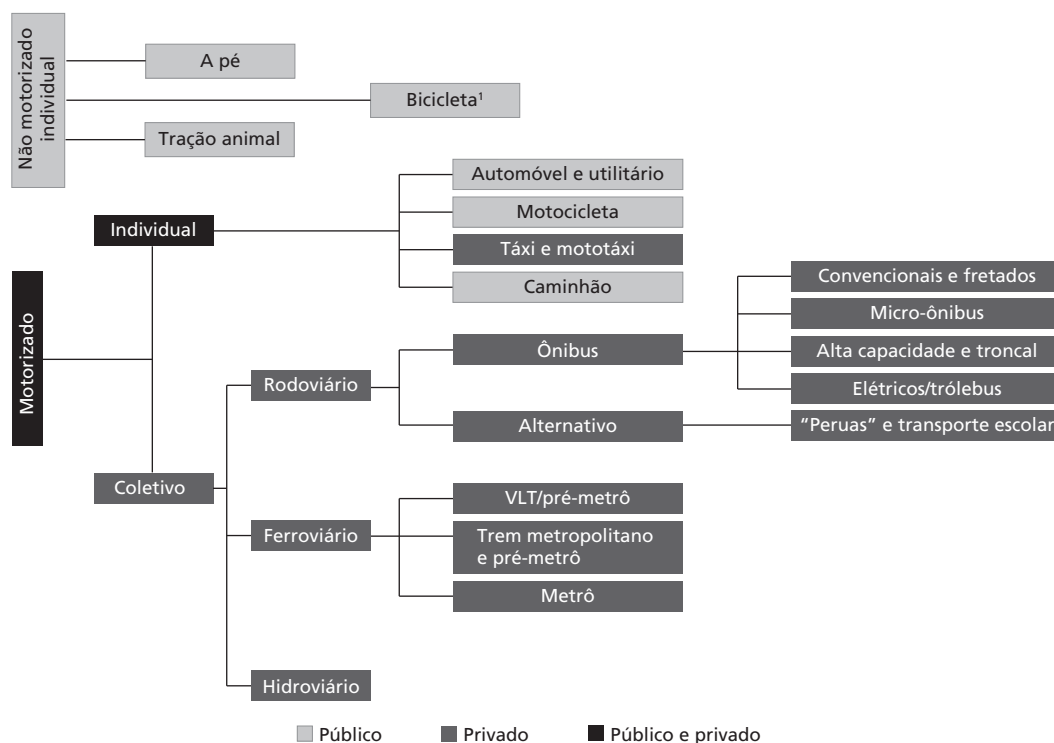 Não motorizado
individual
A pé
Bicicleta¹
Tração animal
Motorizado
Individual
Automóvel e utilitário
Motocicleta
Táxi e mototáxi
Caminhão
Coletivo
Rodoviário
Ônibus
Convencionais e fretados
Micro-ônibus
Alta capacidade e troncal
Elétricos/trólebus
Alternativo
"Peruas" e transporte escolar
Ferroviário
VLT/pré-metrô
Trem metropolitano
e pré-metrô
Metrô
Hidroviário
Público
Privado
Público e privado